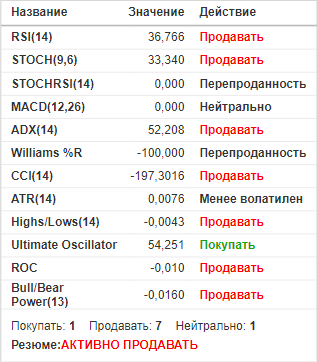 Название Значение Действие
RSI(14) 36,766 Продавать
STOCH(9,6) 33,340 Продавать
STOCHRSI(14) 0,000 Перепроданность
MACD(12,26) 0,000 Нейтрально
ADX(14) 52,208 Продавать
Williams %R -100,000 Перепроданность
CCI(14) -197,3016 Продавать
ATR(14) 0,0076 Менее волатилен
Highs/Lows(14) -0,0043 Продавать
Ultimate Oscillator 54,251 Покупать
ROC -0,010 Продавать
Bull/Bear
Power(13) -0,0160 Продавать
Покупать: 1 Продавать: 7 Нейтрально: 1
Резюме:АКТИВНО ПРОДАВАТЬ